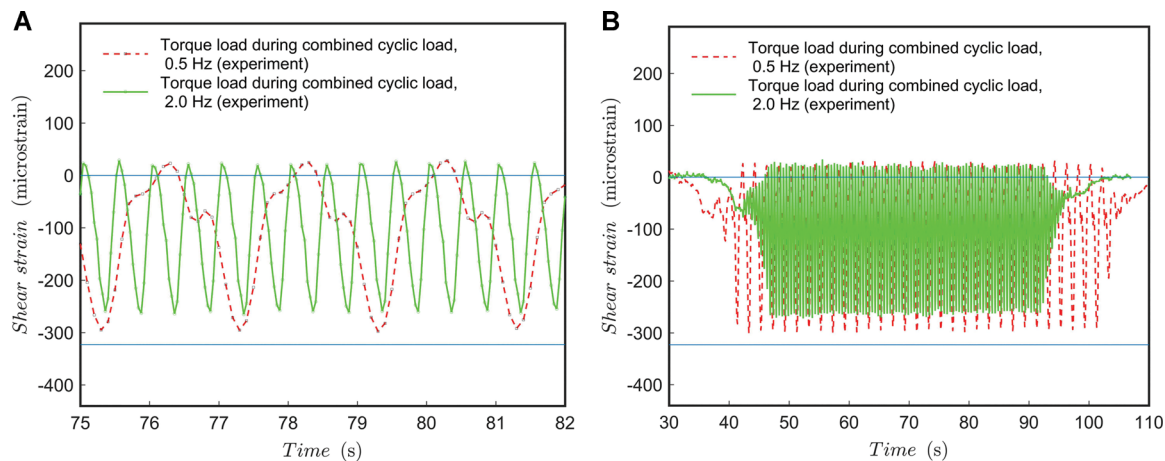 A
Torque load during combined cyclic load,
0.5 Hz (experiment)
Torque load during combined cyclic load,
2.0 Hz (experiment)
Shear strain (microstrain)
200
100
0
-100
-200
-300
-400
75
76
77
78
79
80
81
82
Time (s)
B
Torque load during combined cyclic load,
0.5 Hz (experiment)
Torque load during combined cyclic load,
2.0 Hz (experiment)
Shear strain (microstrain)
200
100
0
-100
-200
-300
-400
30
40
50
60
70
80
90
100
110
Time (s)